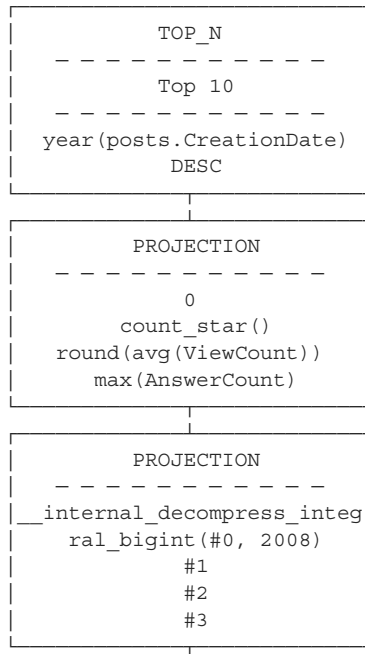 TOP_N
Top 10
year(posts.CreationDate)
DESC
PROJECTION
0
count_star()
round(avg(ViewCount))
max(AnswerCount)
PROJECTION
__internal_decompress_integ
ral_bigint(#0, 2008)
#1
#2
#3